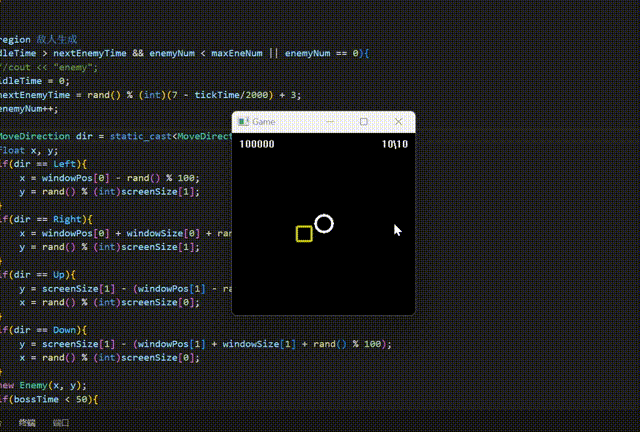 region 敌人生成
dleTime > nextEnemyTime && enemyNum < maxEneNum || enemyNum == 0){
//cout << "enemy";
idleTime = 0;
nextEnemyTime = rand() % (int)(7 - tickTime/2000) + 3;
enemyNum++;
MoveDirection dir = static_cast<MoveDirect
float x, y;
if(dir == Left){
x = windowPos[0] - rand() % 100;
y = rand() % (int)screenSize[1];
}
if(dir == Right){
x = windowPos[0] + windowSize[0] + ran
y = rand() % (int)screenSize[1];
}
if(dir == Up){
y = screenSize[1] - (windowPos[1] - ra
x = rand() % (int)screenSize[0];
}
if(dir == Down){
y = screenSize[1] - (windowPos[1] + windowSize[1] + rand() % 100);
x = rand() % (int)screenSize[0];
}
new Enemy(x, y);
if(bossTime < 50){
终端 端口
Game
100000 10\10